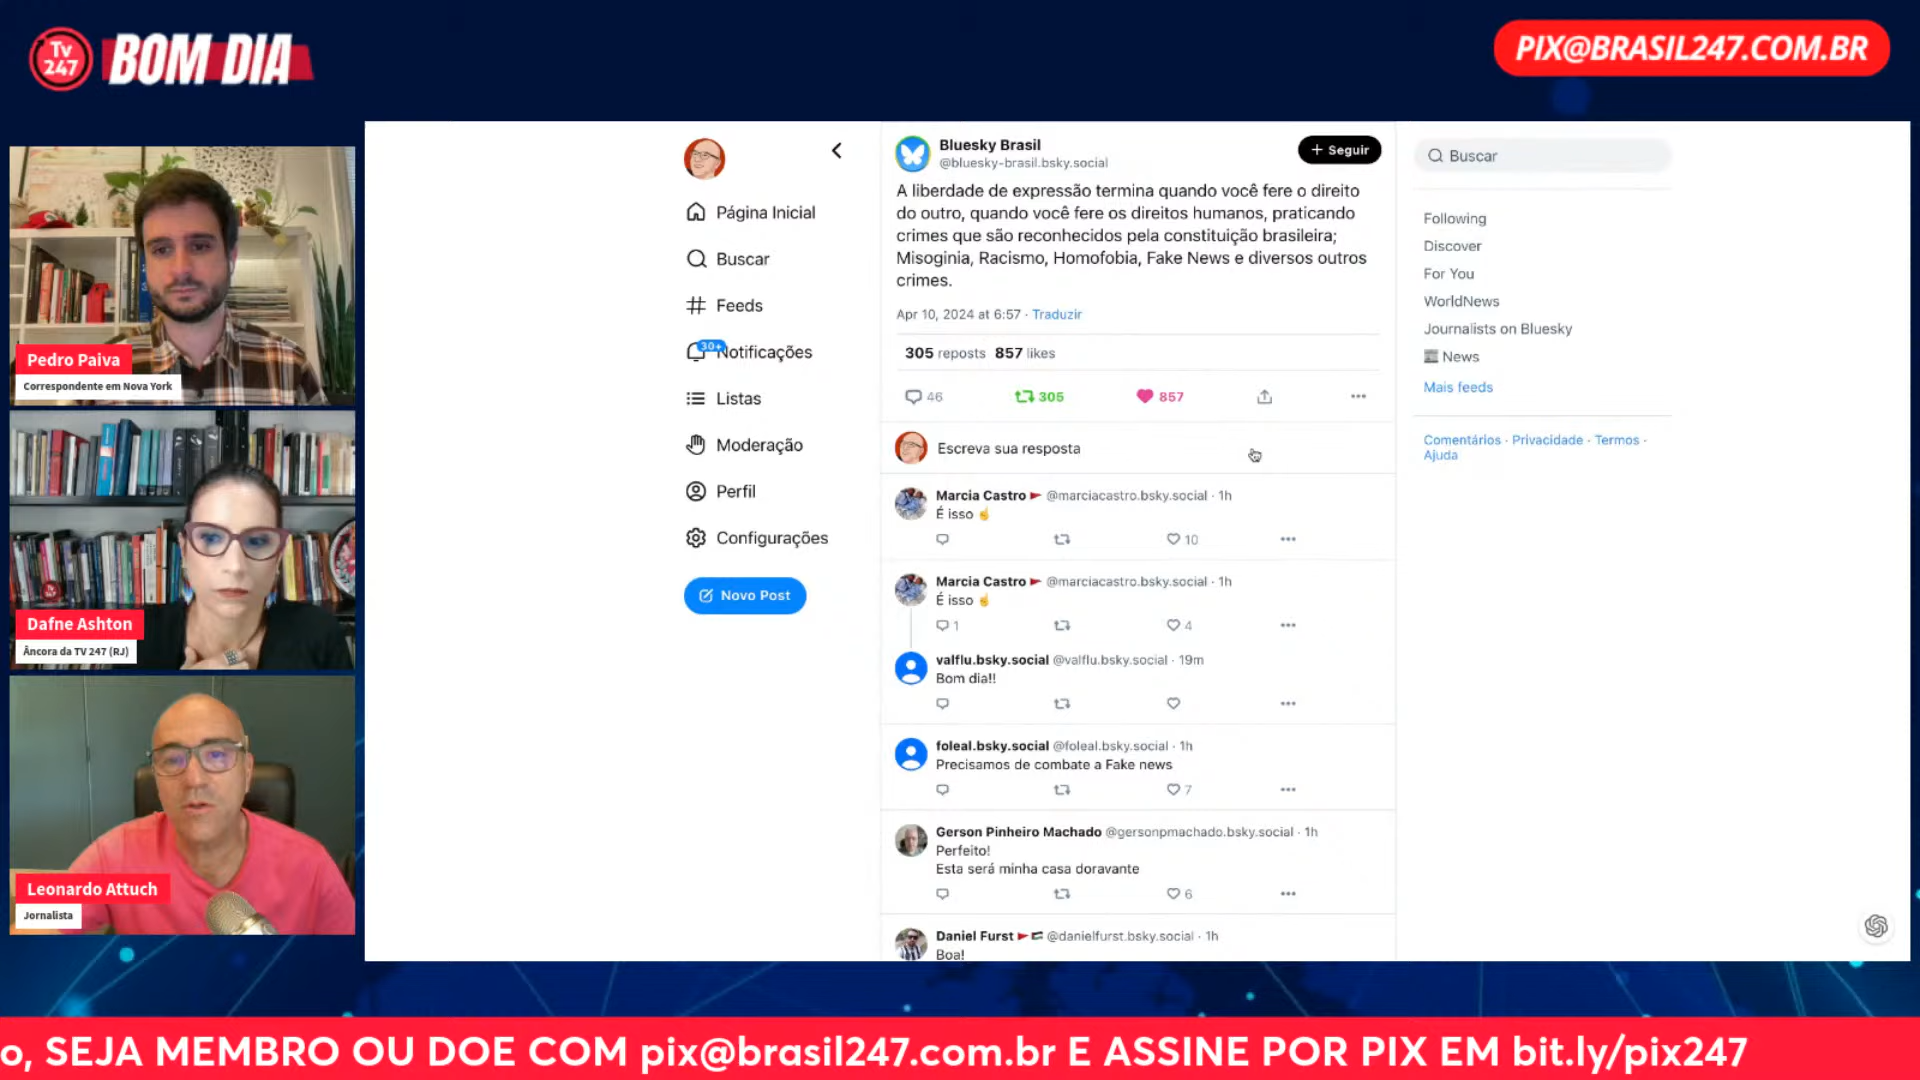 Tv
247
BOM DIA
PIX@BRASIL247.COM.BR
Pedro Paiva
Correspondente em Nova York
Dafne Ashton
Âncora da TV 247 (RJ)
Leonardo Attuch
Jornalista
Página Inicial
Buscar
Feeds
30+
Notificações
Listas
Moderação
Perfil
Configurações
Novo Post
Bluesky Brasil
@bluesky-brasil.bsky.social
+ Seguir
A liberdade de expressão termina quando você fere o direito
do outro, quando você fere os direitos humanos, praticando
crimes que são reconhecidos pela constituição brasileira;
Misoginia, Racismo, Homofobia, Fake News e diversos outros
crimes.
Apr 10, 2024 at 6:57 · Traduzir
305 reposts 857 likes
46 305 857
Escreva sua resposta
Marcia Castro @marciacastro.bsky.social · 1h
É isso ☝
10
Marcia Castro @marciacastro.bsky.social · 1h
É isso ☝
1 4
valflu.bsky.social @valflu.bsky.social · 19m
Bom dia!!
foleal.bsky.social @foleal.bsky.social · 1h
Precisamos de combate a Fake news
7
Gerson Pinheiro Machado @gersonpmachado.bsky.social · 1h
Perfeito!
Esta será minha casa doravante
6
Daniel Furst @danielfurst.bsky.social · 1h
Boa!
Buscar
Following
Discover
For You
WorldNews
Journalists on Bluesky
News
Mais feeds
Comentários · Privacidade · Termos ·
Ajuda
o, SEJA MEMBRO OU DOE COM pix@brasil247.com.br E ASSINE POR PIX EM bit.ly/pix247